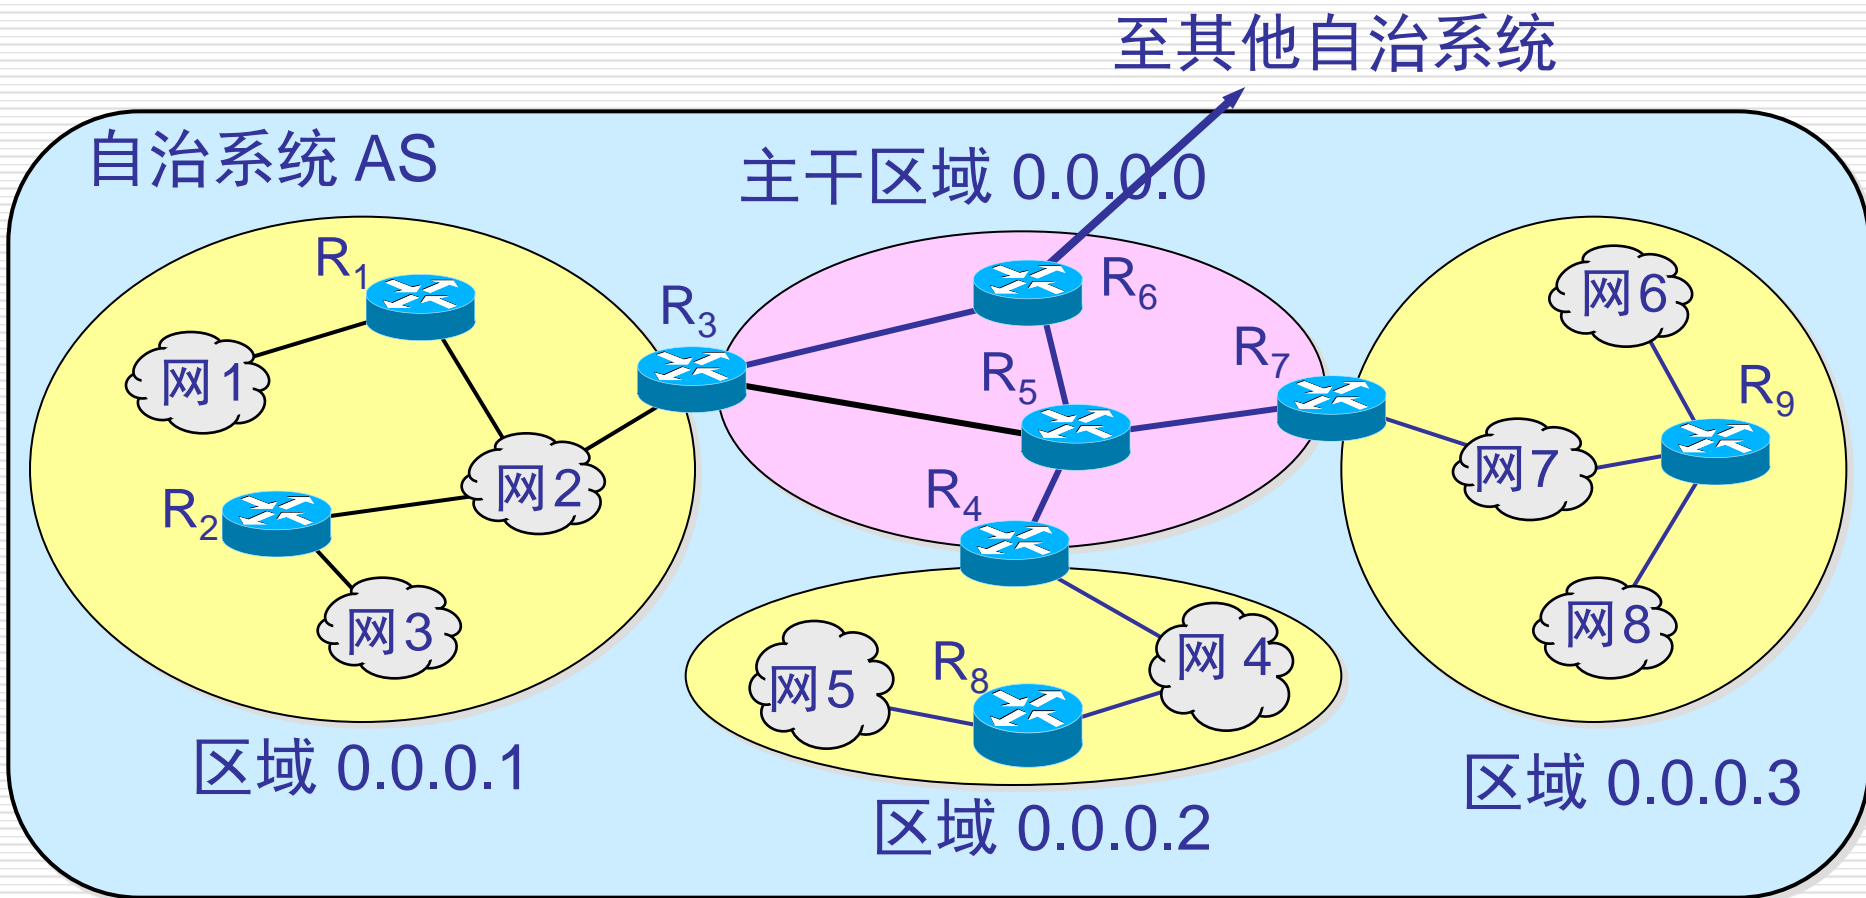 至其他自治系统
自治系统 AS
主干区域 0.0.0.0
R1
R6
网6
R3
R7
网1
R5
R9
网2
网7
R4
R2
网3
网8
网4
R8
网5
区域 0.0.0.1
区域 0.0.0.3
区域 0.0.0.2